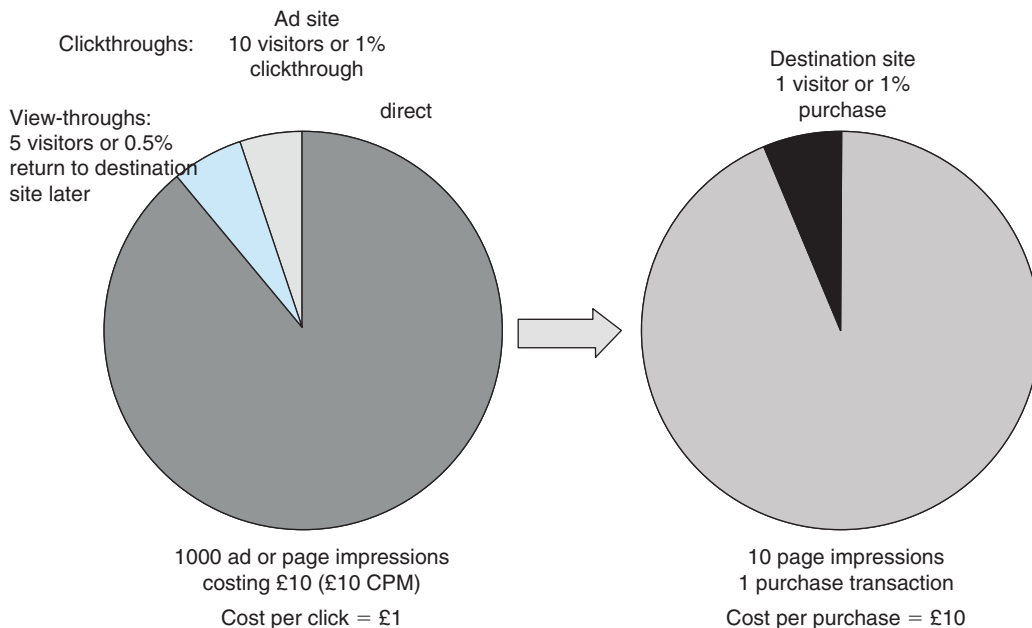 Ad site
Clickthroughs: 10 visitors or 1%
clickthrough
direct
View-throughs:
5 visitors or 0.5%
return to destination
site later
1000 ad or page impressions
costing £10 (£10 CPM)
Cost per click = £1
Destination site
1 visitor or 1%
purchase
10 page impressions
1 purchase transaction
Cost per purchase = £10